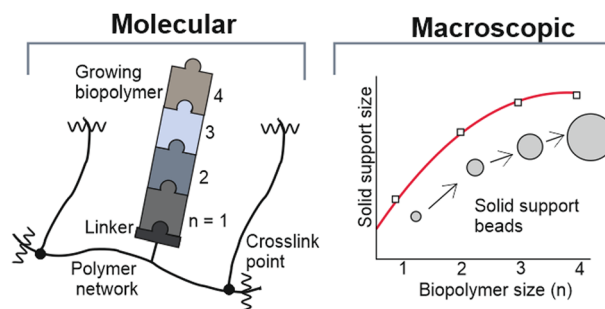 Molecular
Growing
biopolymer
4
3
2
n = 1
Linker
Polymer
network
Crosslink
point
Macroscopic
Solid support size
Solid support
beads
1 2 3 4
Biopolymer size (n)